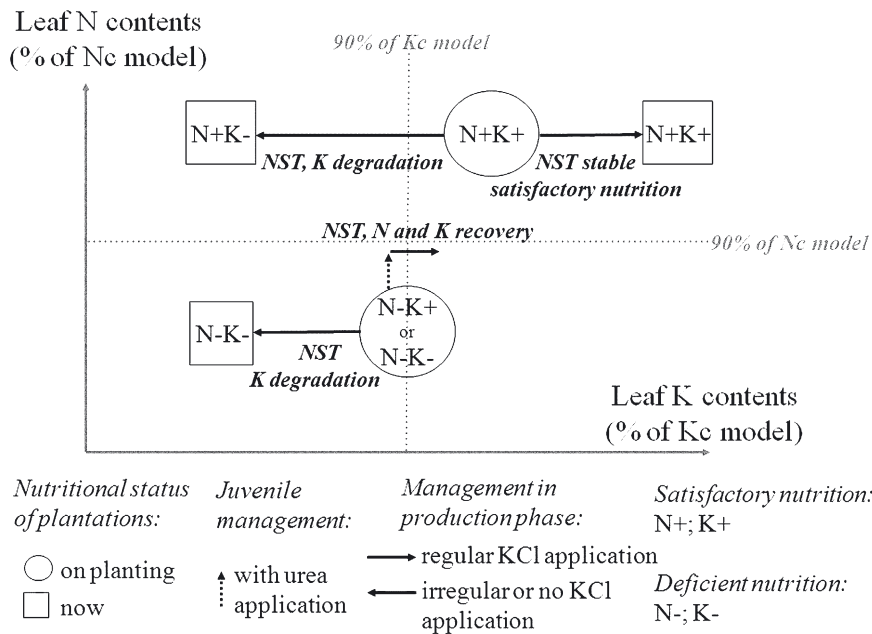 Leaf N contents
(% of Nc model)
90% of Kc model
N+K-
N+K+
N+K+
NST, K degradation
NST stable
satisfactory nutrition
NST, N and K recovery
90% of Nc model
N-K+
or
N-K-
N-K-
NST
K degradation
Leaf K contents
(% of Kc model)
Nutritional status
of plantations:
on planting
now
Juvenile
management:
with urea
application
Management in
production phase:
regular KCl application
irregular or no KCl
application
Satisfactory nutrition:
N+; K+
Deficient nutrition:
N-; K-